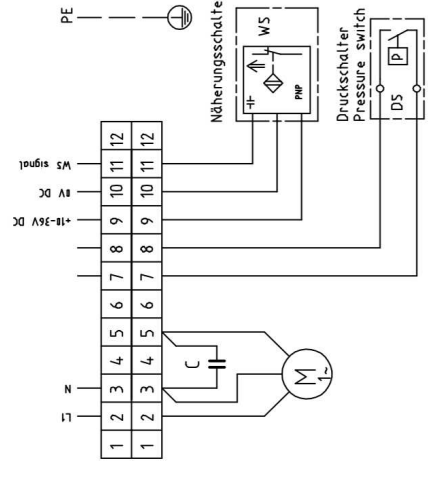 PE
Näherungsschalte
WS
PNP
Druckschalter
Pressure switch
P
DS
WS signal
0V DC
+10-36V DC
N
L1
1 2 3 4 5 6 7 8 9 10 11 12
1 2 3 4 5 6 7 8 9 10 11 12
C
M
1~